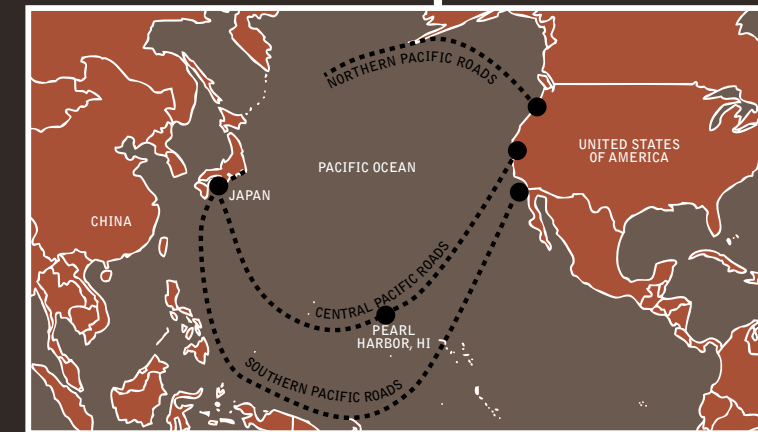 NORTHERN PACIFIC ROADS
UNITED STATES
OF AMERICA
PACIFIC OCEAN
JAPAN
CHINA
CENTRAL PACIFIC ROADS
PEARL
HARBOR, HI
SOUTHERN PACIFIC ROADS